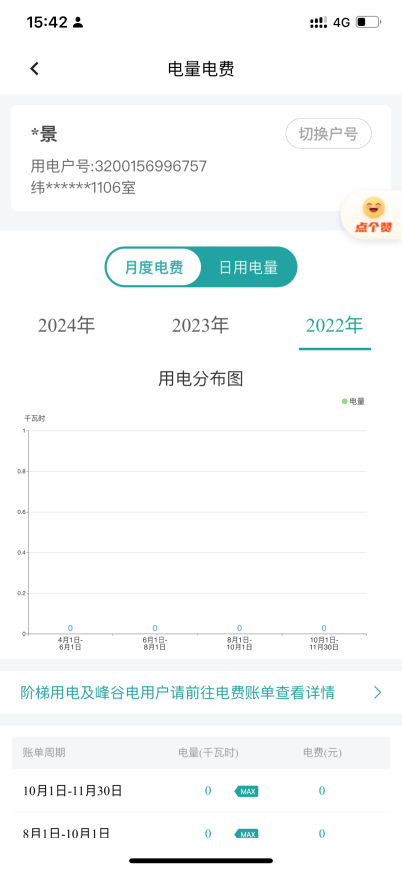 15:42
4G
电量电费
*景
切换户号
用电户号:3200156996757
纬******1106室
点个赞
月度电费 日用电量
2024年 2023年 2022年
用电分布图
电量
千瓦时
1
0.8
0.6
0.4
0.2
0
0 0 0 0
4月1日- 6月1日- 8月1日- 10月1日-
6月1日 8月1日 10月1日 11月30日
阶梯用电及峰谷电用户请前往电费账单查看详情
账单周期 电量(千瓦时) 电费(元)
10月1日-11月30日 0 MAX 0
8月1日-10月1日 0 MAX 0